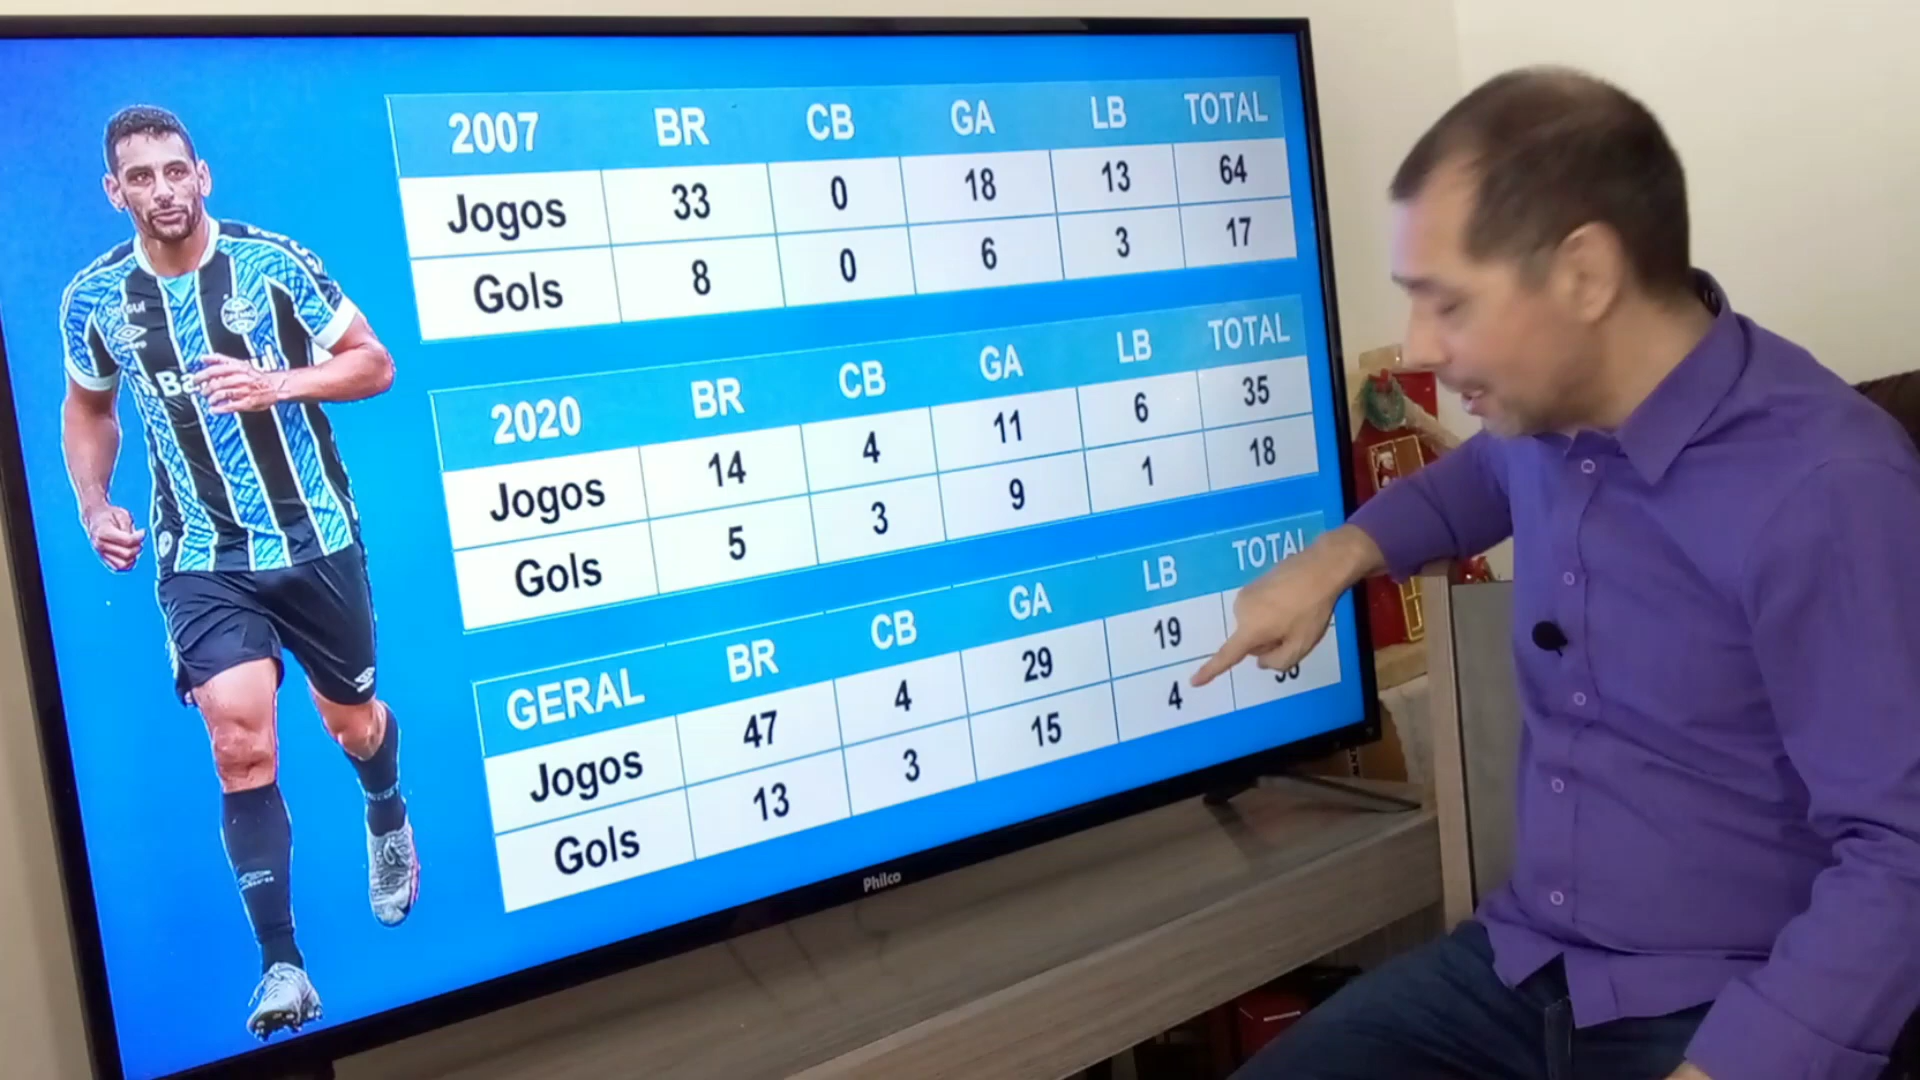 2007 BR CB GA LB TOTAL
Jogos 33 0 18 13 64
Gols 8 0 6 3 17
2020 BR CB GA LB TOTAL
Jogos 14 4 11 6 35
Gols 5 3 9 1 18
GERAL BR CB GA LB TOTAL
Jogos 47 4 29 19
Gols 13 3 15 4
Philco